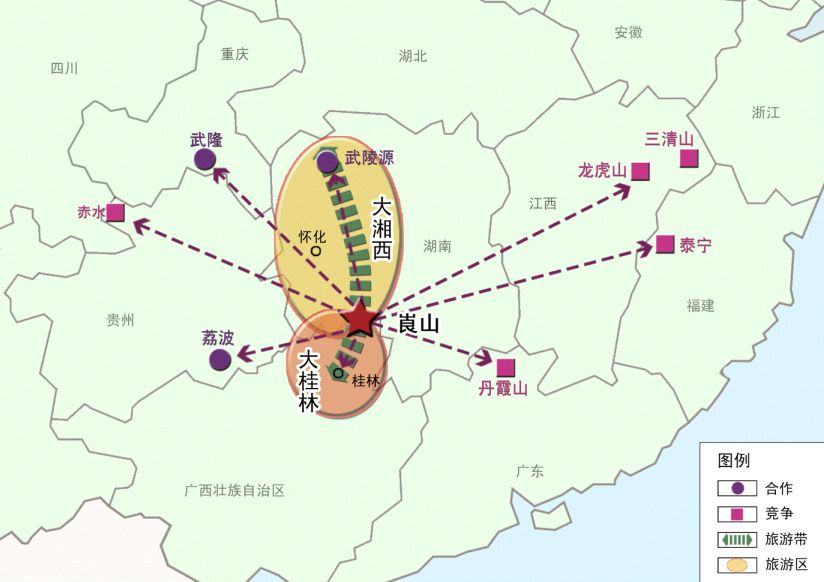 安徽
重庆
湖北
四川
浙江
武隆
三清山
武陵源
龙虎山
赤水
江西
大湘西
怀化
湖南
泰宁
福建
贵州
崀山
荔波
大桂林
桂林
丹霞山
图例
广东
广西壮族自治区
合作
竞争
旅游带
旅游区